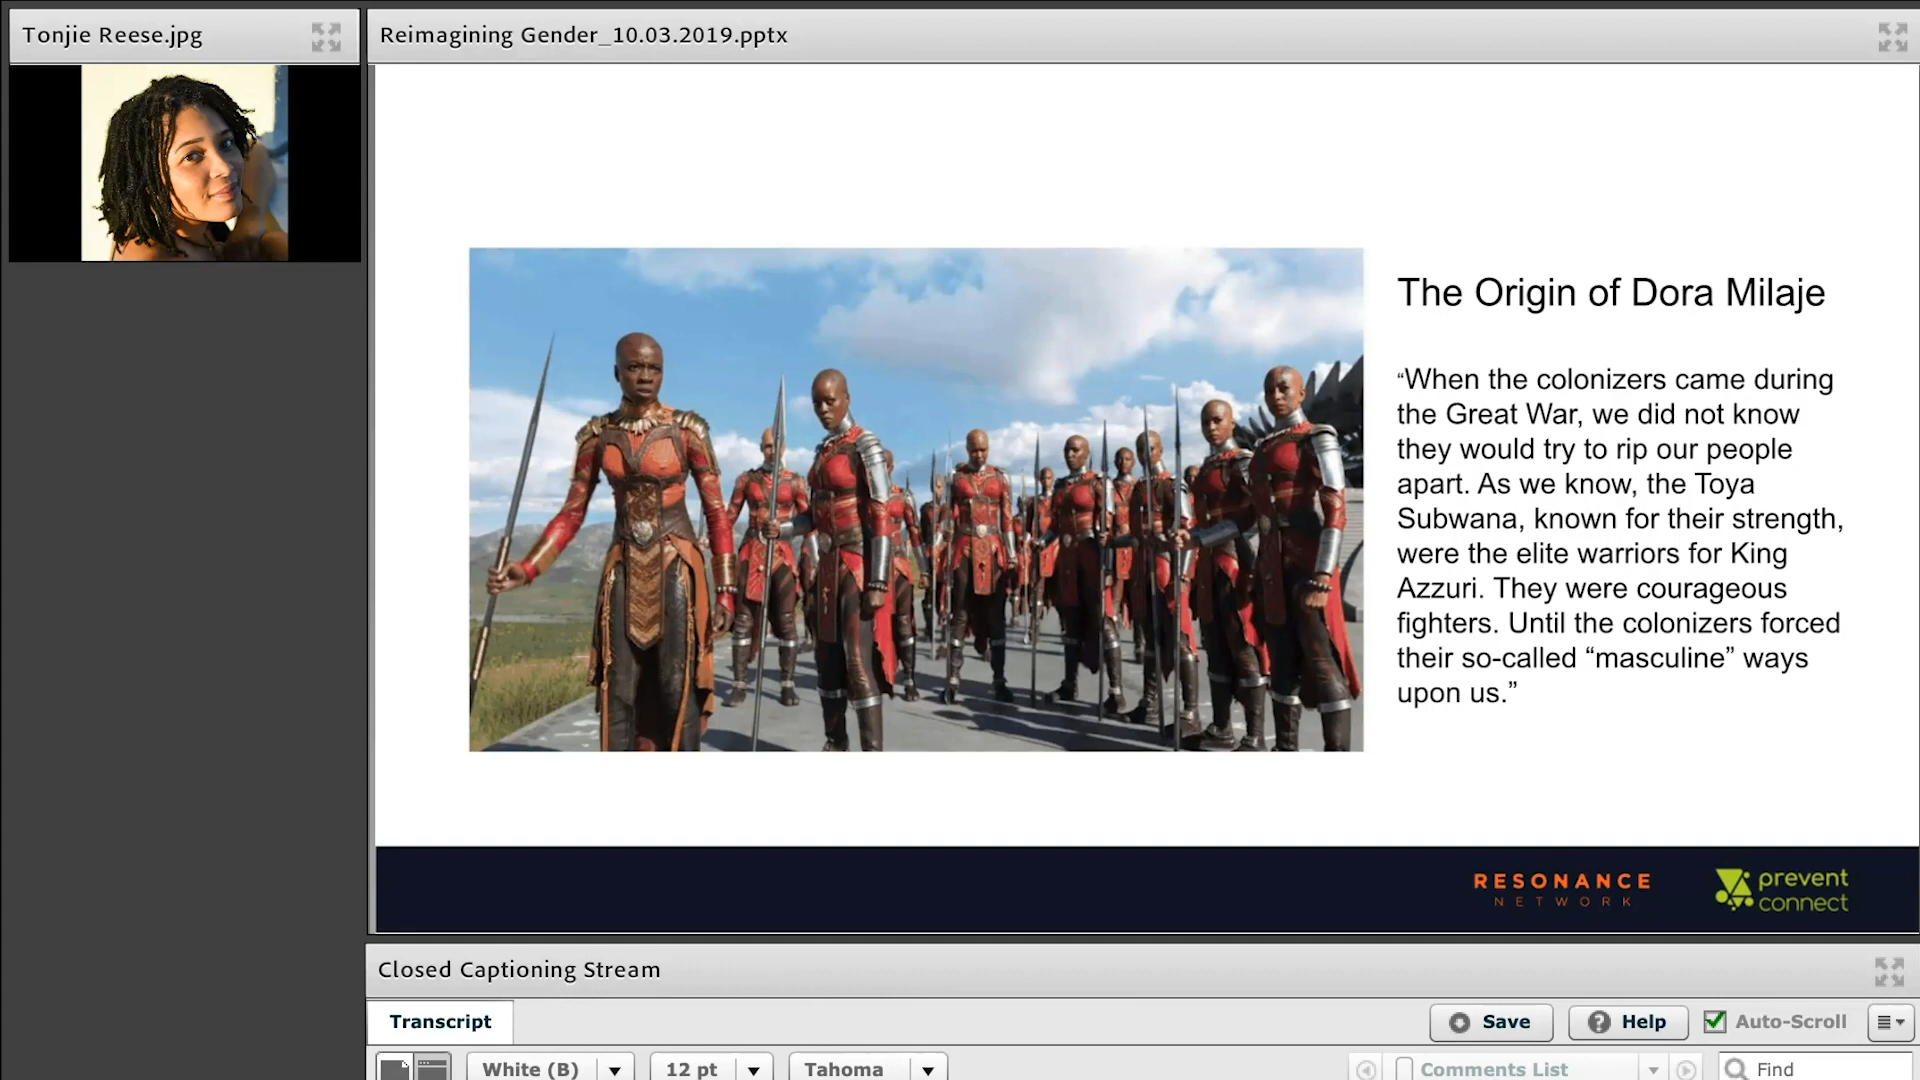 Tonjie Reese.jpg
Reimagining Gender_10.03.2019.pptx
The Origin of Dora Milaje
“When the colonizers came during
the Great War, we did not know
they would try to rip our people
apart. As we know, the Toya
Subwana, known for their strength,
were the elite warriors for King
Azzuri. They were courageous
fighters. Until the colonizers forced
their so-called “masculine” ways
upon us.”
RESONANCE
NETWORK
prevent
connect
Closed Captioning Stream
Transcript
Save
Help
Auto-Scroll
White (B)
12 pt
Tahoma
Comments List
Find